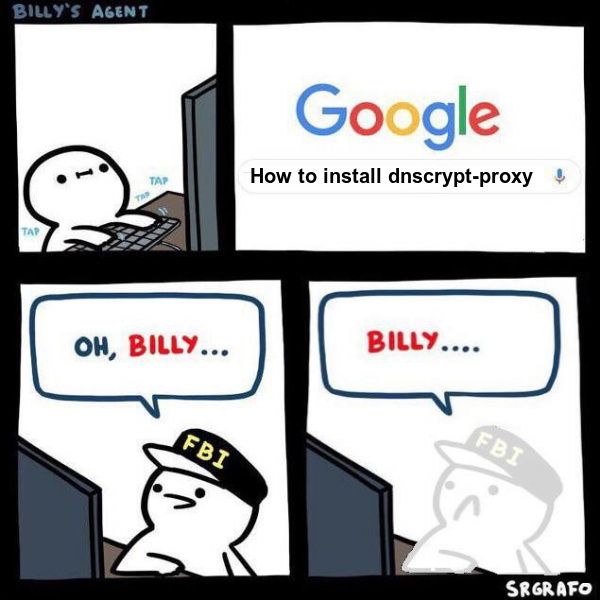 BILLY'S AGENT
TAP
TAP
TAP
Google
How to install dnscrypt-proxy
OH, BILLY...
BILLY....
FBI
FBI
SRGRAFO